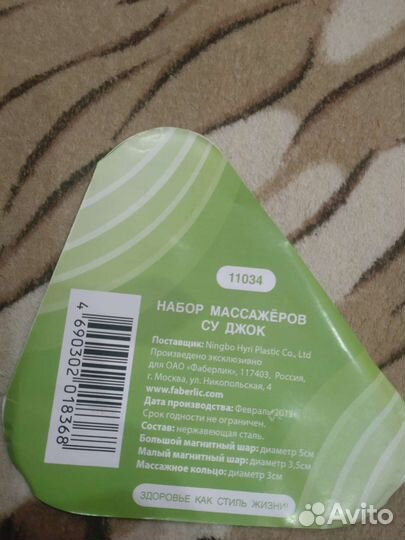 11034
НАБОР МАССАЖЁРОВ
СУ ДЖОК
Поставщик: Ningbo Hyri Plastic Co., Ltd
Произведено эксклюзивно
для ОАО «Фаберлик», 117403, Россия,
г. Москва, ул. Никопольская, 4
www.faberlic.com
Дата производства: Февраль
Срок годности не ограничен.
Состав: нержавеющая сталь.
Большой магнитный шар: диаметр 5см
Малый магнитный шар: диаметр 3,5см
Массажное кольцо: диаметр 3см
ЗДОРОВЬЕ КАК СТИЛЬ ЖИЗНИ!
4 690302 018368
Avito